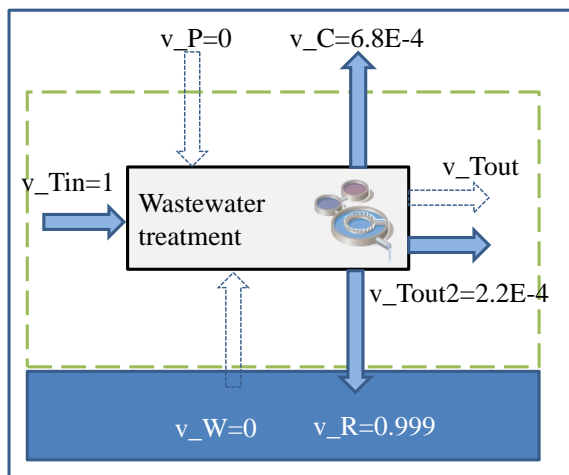 v_P=0
v_C=6.8E-4
v_Tin=1
v_Tout
Wastewater
treatment
v_Tout2=2.2E-4
v_W=0
v_R=0.999